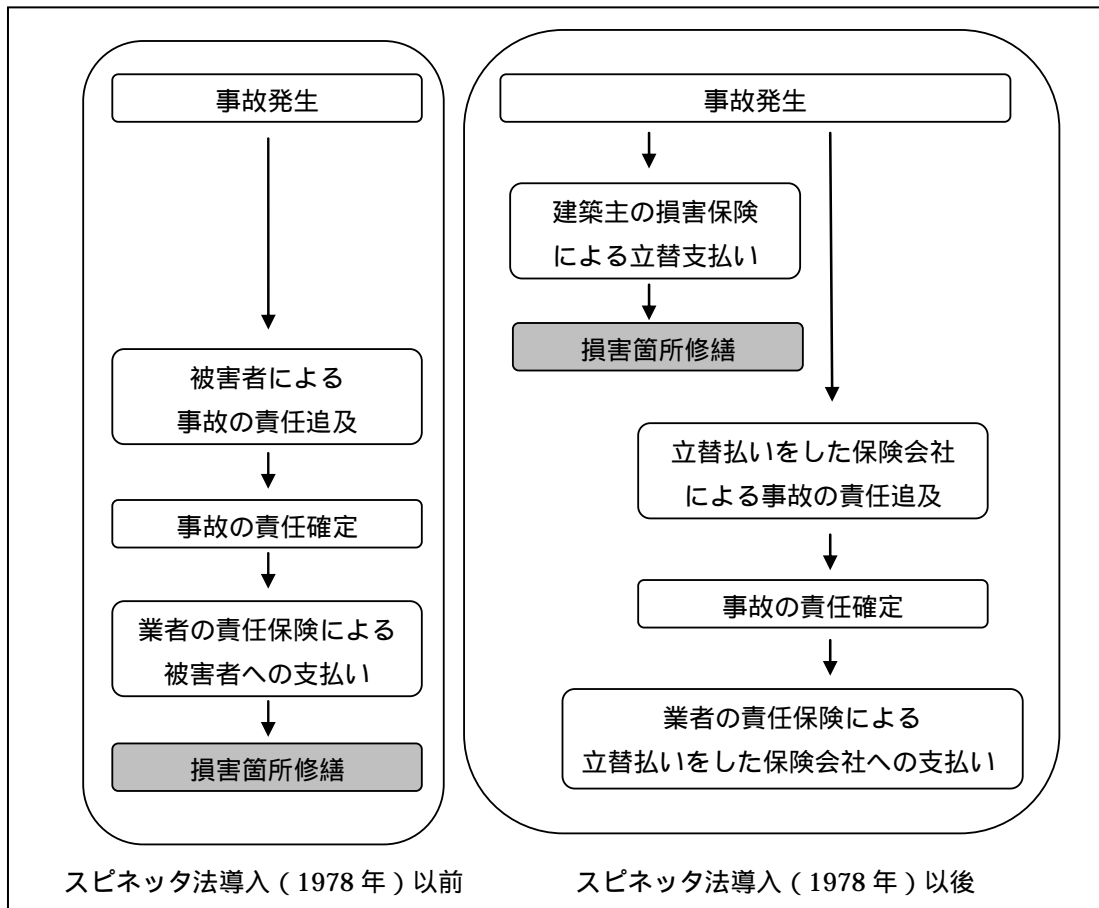 事故発生
被害者による
事故の責任追及
事故の責任確定
業者の責任保険による
被害者への支払い
損害箇所修繕
スピネッタ法導入(1978 年)以前
事故発生
建築主の損害保険
による立替支払い
損害箇所修繕
立替払いをした保険会社
による事故の責任追及
事故の責任確定
業者の責任保険による
立替払いをした保険会社への支払い
スピネッタ法導入(1978 年)以後